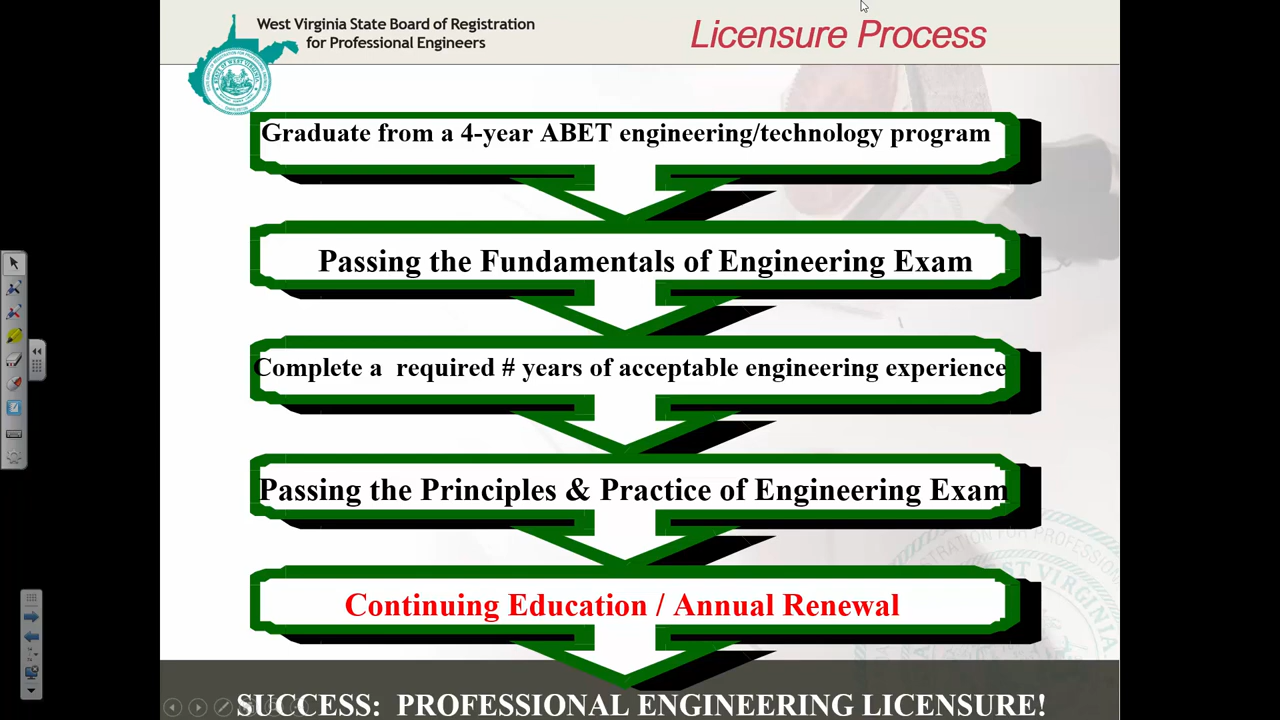 West Virginia State Board of Registration
for Professional Engineers
Licensure Process
Graduate from a 4-year ABET engineering/technology program
Passing the Fundamentals of Engineering Exam
Complete a required # years of acceptable engineering experience
Passing the Principles & Practice of Engineering Exam
Continuing Education / Annual Renewal
SUCCESS: PROFESSIONAL ENGINEERING LICENSURE!